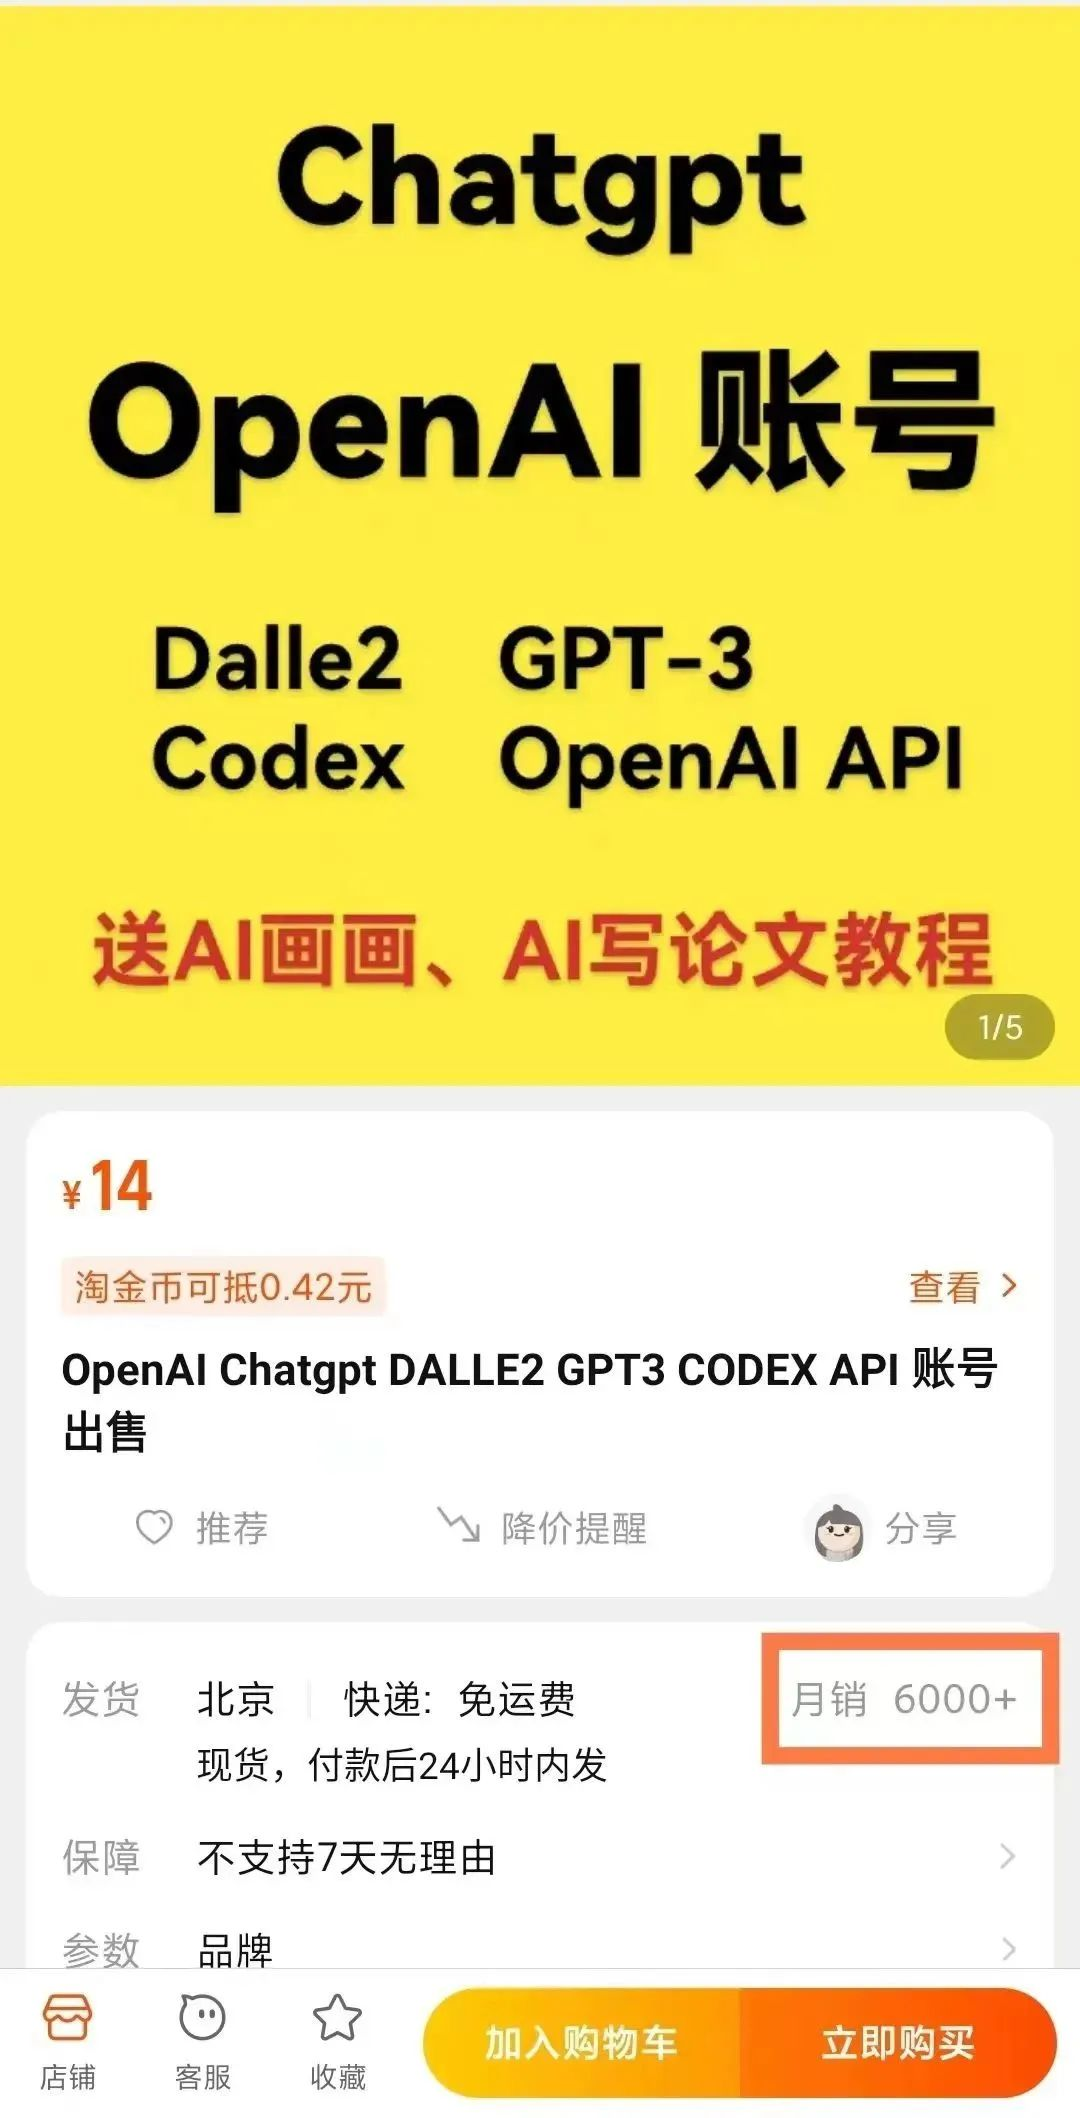 Chatgpt
OpenAI 账号
Dalle2 GPT-3
Codex OpenAI API
送AI画画、AI写论文教程
1/5
¥14
淘金币可抵0.42元 查看
OpenAI Chatgpt DALLE2 GPT3 CODEX API 账号
出售
推荐 降价提醒 分享
发货 北京 快递: 免运费 月销 6000+
现货，付款后24小时内发
保障 不支持7天无理由
参数 品牌
店铺 客服 收藏 加入购物车 立即购买